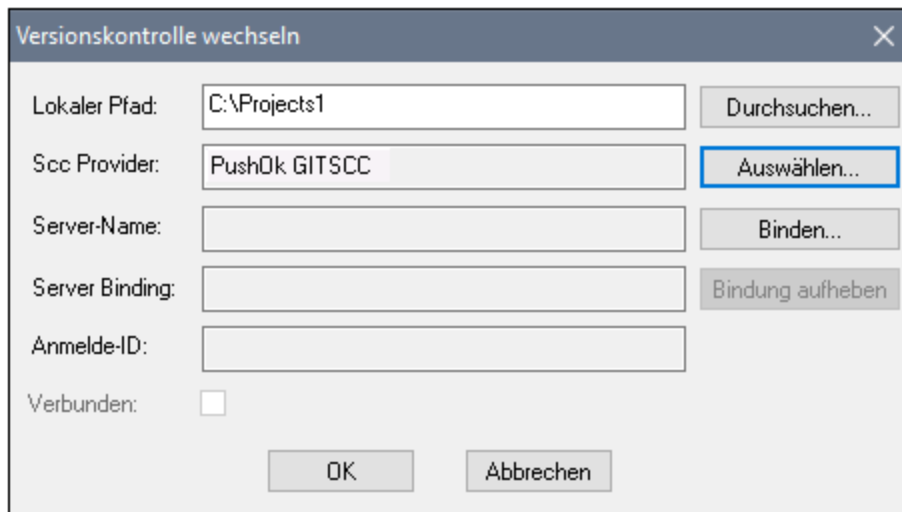 Versionskontrolle wechseln
Lokaler Pfad: C:\Projects1 Durchsuchen...
Scc Provider: PushOk GITSCC Auswählen...
Server-Name: Binden...
Server Binding: Bindung aufheben
Anmelde-ID:
Verbunden:
OK Abbrechen